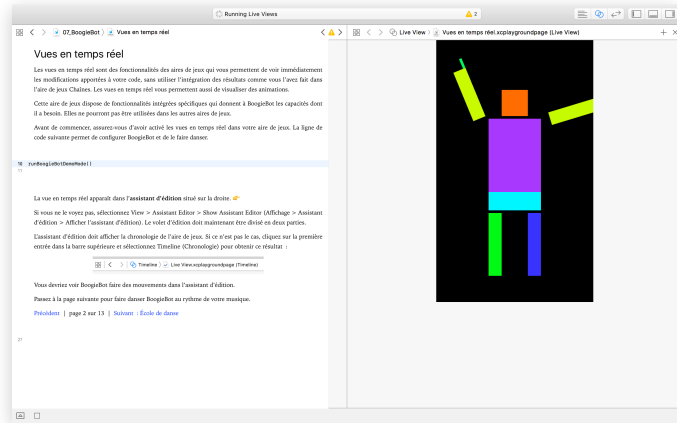 Running Live Views
2
07_BoogieBot
Vues en temps réel
Live View
Vues en temps réel.xcplaygroundpage (Live View)
Vues en temps réel
Les vues en temps réel sont des fonctionnalités des aires de jeux qui vous permettent de voir immédiatement
les modifications apportées à votre code, sans utiliser l'intégration des résultats comme vous l'avez fait dans
l'aire de jeux Chaînes. Les vues en temps réel vous permettent aussi de visualiser des animations.
Cette aire de jeux dispose de fonctionnalités intégrées spécifiques qui donnent à BoogieBot les capacités dont
il a besoin. Elles ne pourront pas être utilisées dans les autres aires de jeux.
Avant de commencer, assurez-vous d'avoir activé les vues en temps réel dans votre aire de jeux. La ligne de
code suivante permet de configurer BoogieBot et de le faire danser.
10 runBoogieBotDemoMode()
11
La vue en temps réel apparaît dans l'assistant d'édition situé sur la droite. 👉
Si vous ne le voyez pas, sélectionnez View > Assistant Editor > Show Assistant Editor (Affichage > Assistant
d'édition > Afficher l'assistant d'édition). Le volet d'édition doit maintenant être divisé en deux parties.
L'assistant d'édition doit afficher la chronologie de l'aire de jeux. Si ce n'est pas le cas, cliquez sur la première
entrée dans la barre supérieure et sélectionnez Timeline (Chronologie) pour obtenir ce résultat :
Timeline
Live View.xcplaygroundpage (Timeline)
Vous devriez voir BoogieBot faire des mouvements dans l'assistant d'édition.
Passez à la page suivante pour faire danser BoogieBot au rythme de votre musique.
Précédent | page 2 sur 13 | Suivant : École de danse
27